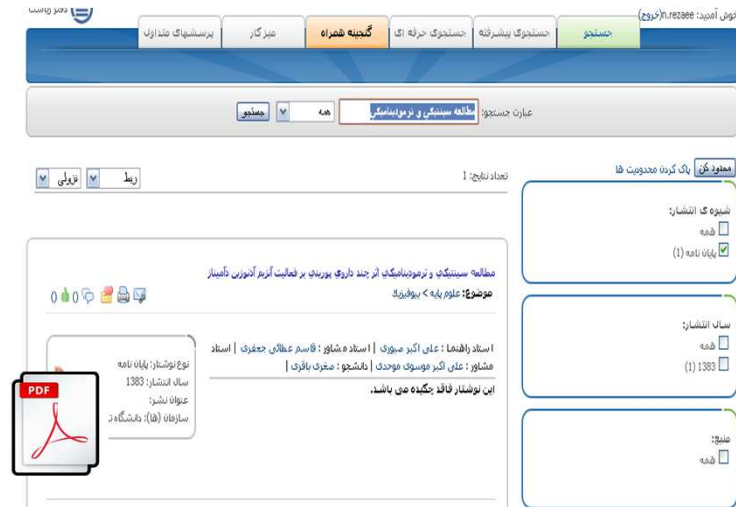 خوش آمدید: n.rezaee(خروج)
جستجو
جستجوی پیشرفته
جستجوی حرفه ای
گنجینه همراه
میز کار
پرسشهای متداول
عبارت جستجو: مطالعه سینتیکی و ترمودینامیکی همه جستجو
محدود کن پاک کردن محدودیت ها
تعداد نتایج: 1
ربط نزولی
شیوه ی انتشار:
همه
پایان نامه (1)
سال انتشار:
همه
1383 (1)
منبع:
همه
مطالعه سینتیکی و ترمودینامیکی اثر چند داروی پورینی بر فعالیت آنزیم آدنوزین دآمیناز
موضوع: علوم پایه > بیوفیزیک
0 0
استاد راهنما : علی اکبر صبوری | استاد مشاور : قاسم عطائی جعفری | استاد
مشاور : علی اکبر موسوی موحدی | دانشجو : صغری باقری |
این نوشتار فاقد چکیده می باشد.
نوع نوشتار: پایان نامه
سال انتشار: 1383
عنوان نشر:
سازمان (ها): دانشگاه ت
PDF